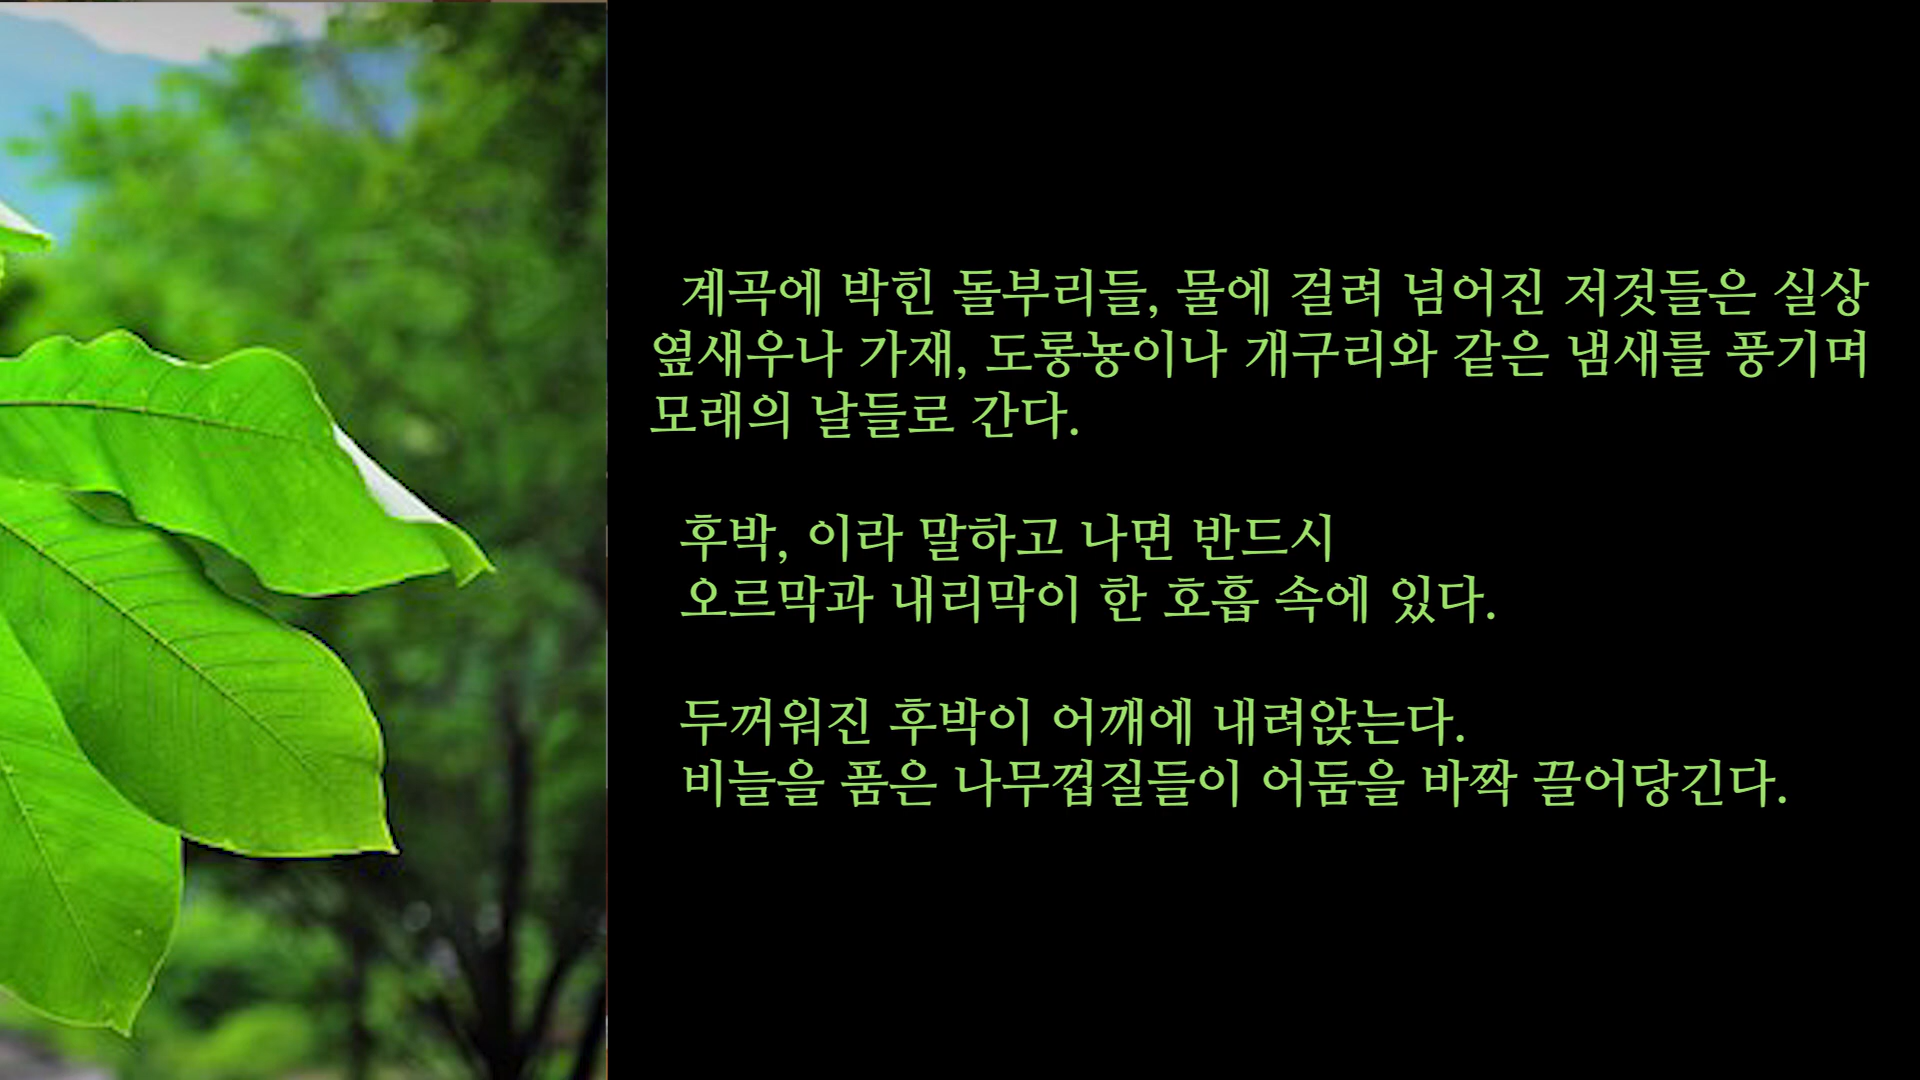 계곡에 박힌 돌부리들, 물에 걸려 넘어진 저것들은 실상
옆새우나 가재, 도롱뇽이나 개구리와 같은 냄새를 풍기며
모래의 날들로 간다.
후박, 이라 말하고 나면 반드시
오르막과 내리막이 한 호흡 속에 있다.
두꺼워진 후박이 어깨에 내려앉는다.
비늘을 품은 나무껍질들이 어둠을 바짝 끌어당긴다.